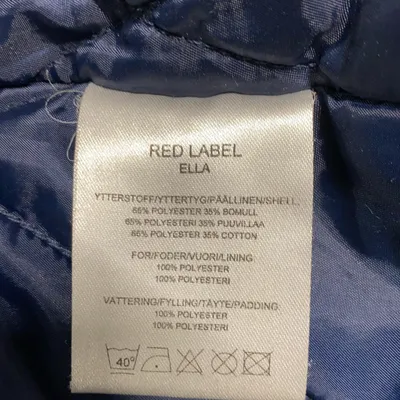 RED LABEL
ELLA
YTTERSTOFF/YTTERTYG/PÄÄLLINEN/SHELL:
65% POLYESTER 35% BOMULL
65% POLYESTERI 35% PUUVILLAA
65% POLYESTER 35% COTTON
FOR/FODER/VUORI/LINING:
100% POLYESTER
100% POLYESTERI
VATTERING/FYLLING/TÄYTE/PADDING:
100% POLYESTER
100% POLYESTERI
40°